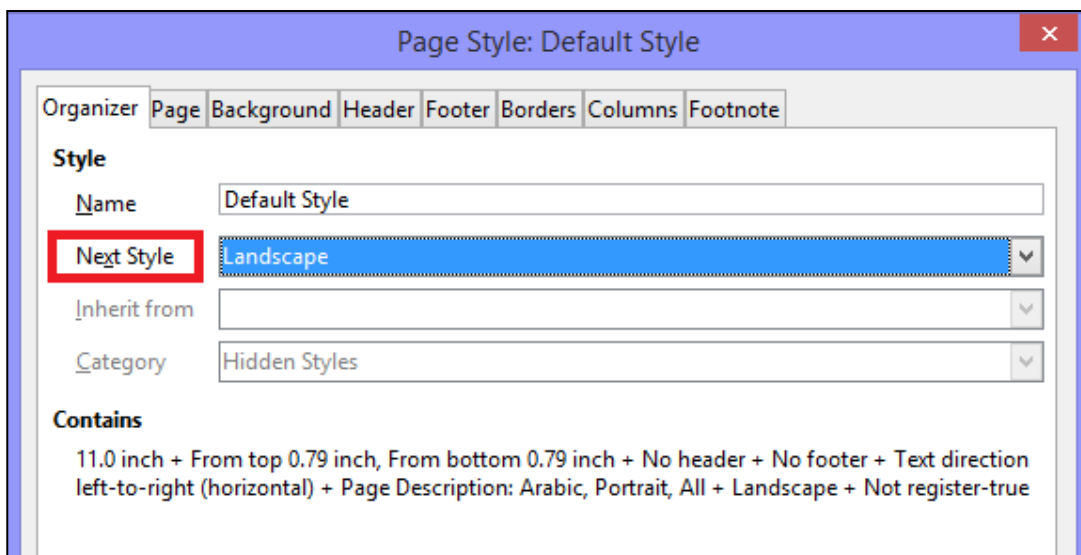 Page Style: Default Style
Organizer Page Background Header Footer Borders Columns Footnote
Style
Name Default Style
Next Style Landscape
Inherit from
Category Hidden Styles
Contains
11.0 inch + From top 0.79 inch, From bottom 0.79 inch + No header + No footer + Text direction
left-to-right (horizontal) + Page Description: Arabic, Portrait, All + Landscape + Not register-true